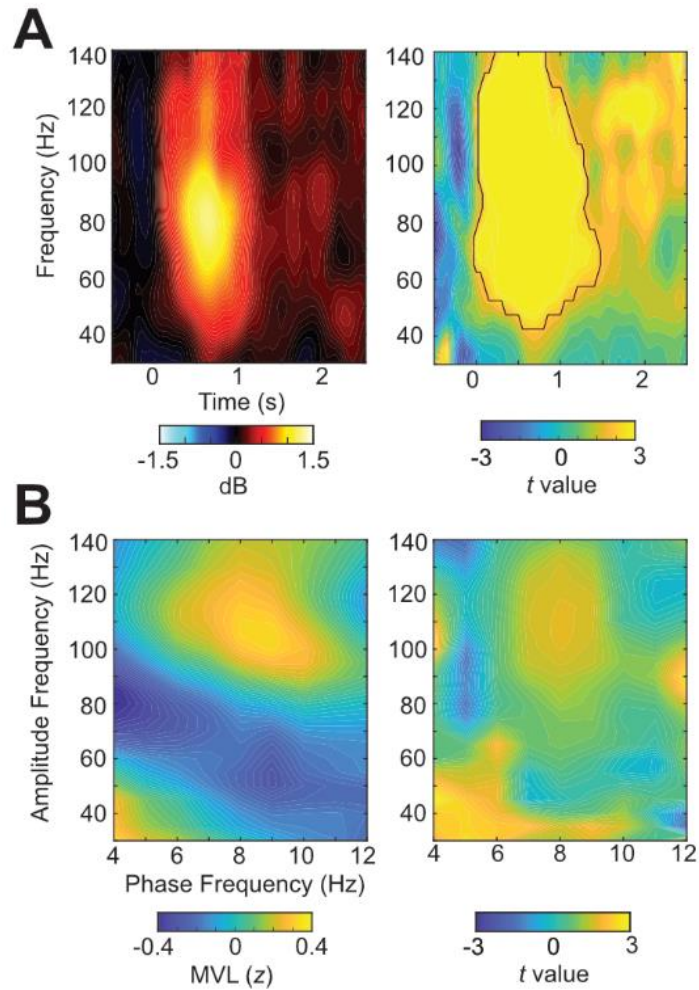 A
Frequency (Hz)
140
120
100
80
60
40
0 1 2
Time (s)
-1.5 0 1.5
dB
140
120
100
80
60
40
0 1 2
-3 0 3
t value
B
Amplitude Frequency (Hz)
140
120
100
80
60
40
4 6 8 10 12
Phase Frequency (Hz)
-0.4 0 0.4
MVL (z)
140
120
100
80
60
40
4 6 8 10 12
-3 0 3
t value